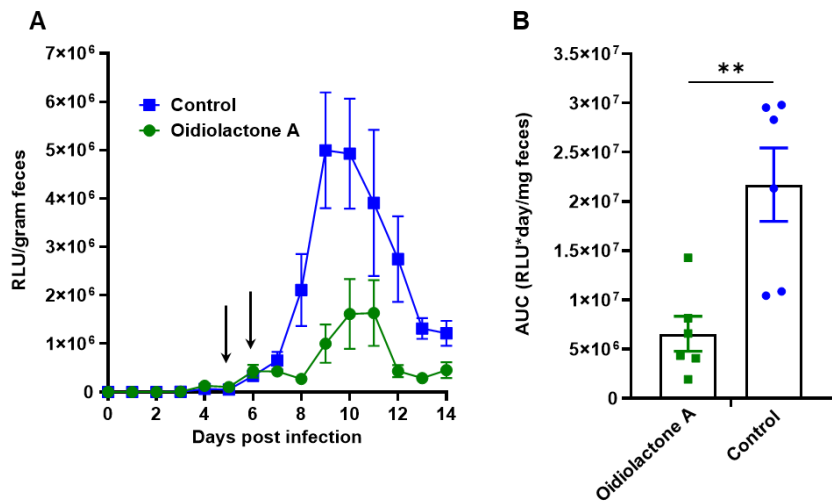 A
7×10⁶
6×10⁶
5×10⁶
4×10⁶
3×10⁶
2×10⁶
1×10⁶
0
RLU/gram feces
Control
Oidiolactone A
0 2 4 6 8 10 12 14
Days post infection
B
3.5×10⁷
3×10⁷
2.5×10⁷
2×10⁷
1.5×10⁷
1×10⁷
5×10⁶
0
AUC (RLU*day/mg feces)
**
Oidiolactone A
Control